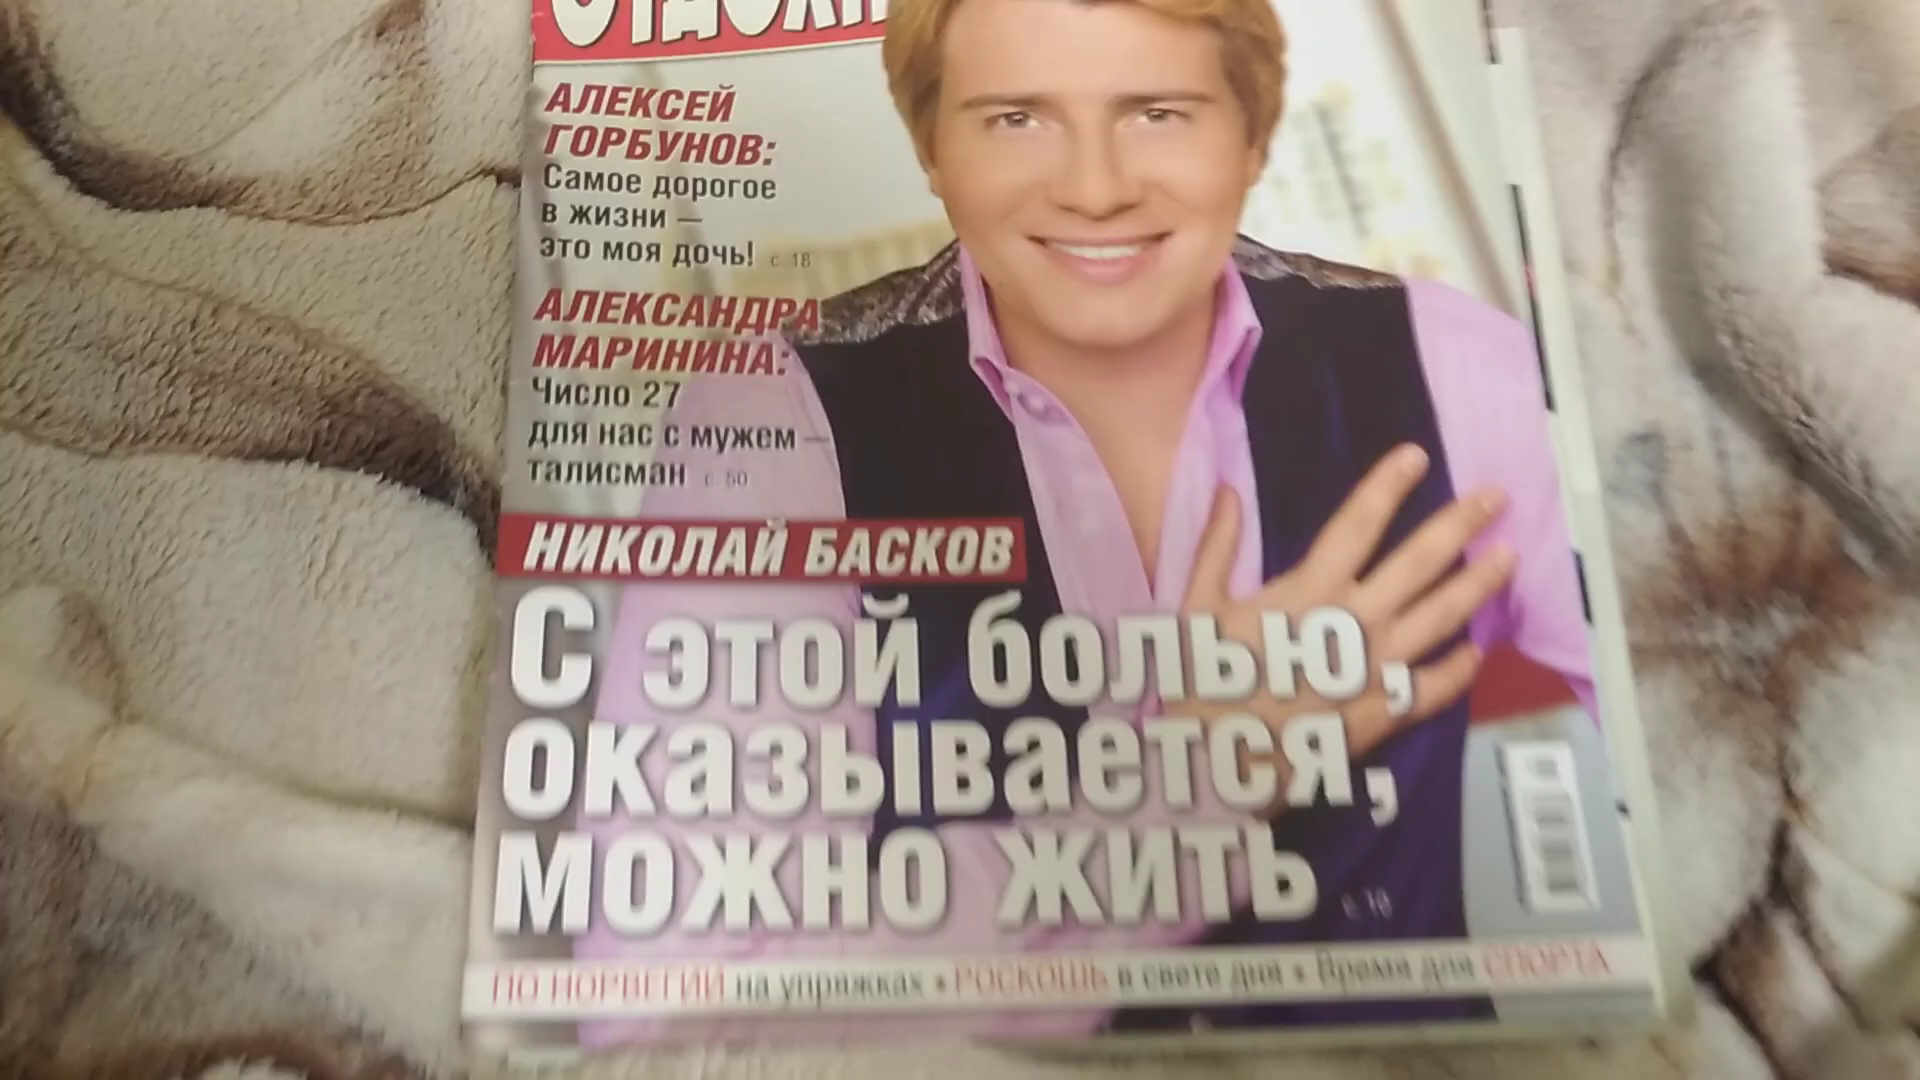 АЛЕКСЕЙ
ГОРБУНОВ:
Самое дорогое
в жизни –
это моя дочь! с. 18
АЛЕКСАНДРА
МАРИНИНА:
Число 27
для нас с мужем –
талисман с. 50
НИКОЛАЙ БАСКОВ
С этой болью,
оказывается,
можно жить с. 10
ПО НОРВЕГИИ на упряжках • РОСКОШЬ в свете дня • Время для СПОРТА